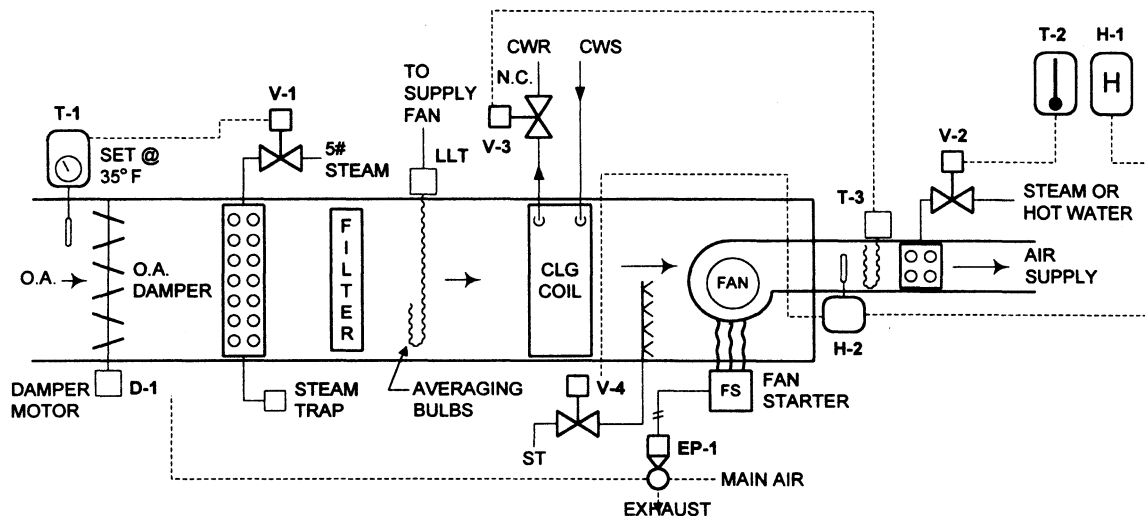 CWR
CWS
T-2
H-1
N.C.
TO
SUPPLY
FAN
T-1
V-1
H
SET @
35° F
5#
STEAM
LLT
V-3
V-2
T-3
STEAM OR
HOT WATER
O.A.
O.A.
DAMPER
FILTER
CLG
COIL
FAN
AIR
SUPPLY
H-2
DAMPER
MOTOR
D-1
STEAM
TRAP
AVERAGING
BULBS
V-4
FS
FAN
STARTER
ST
EP-1
MAIN AIR
EXHAUST